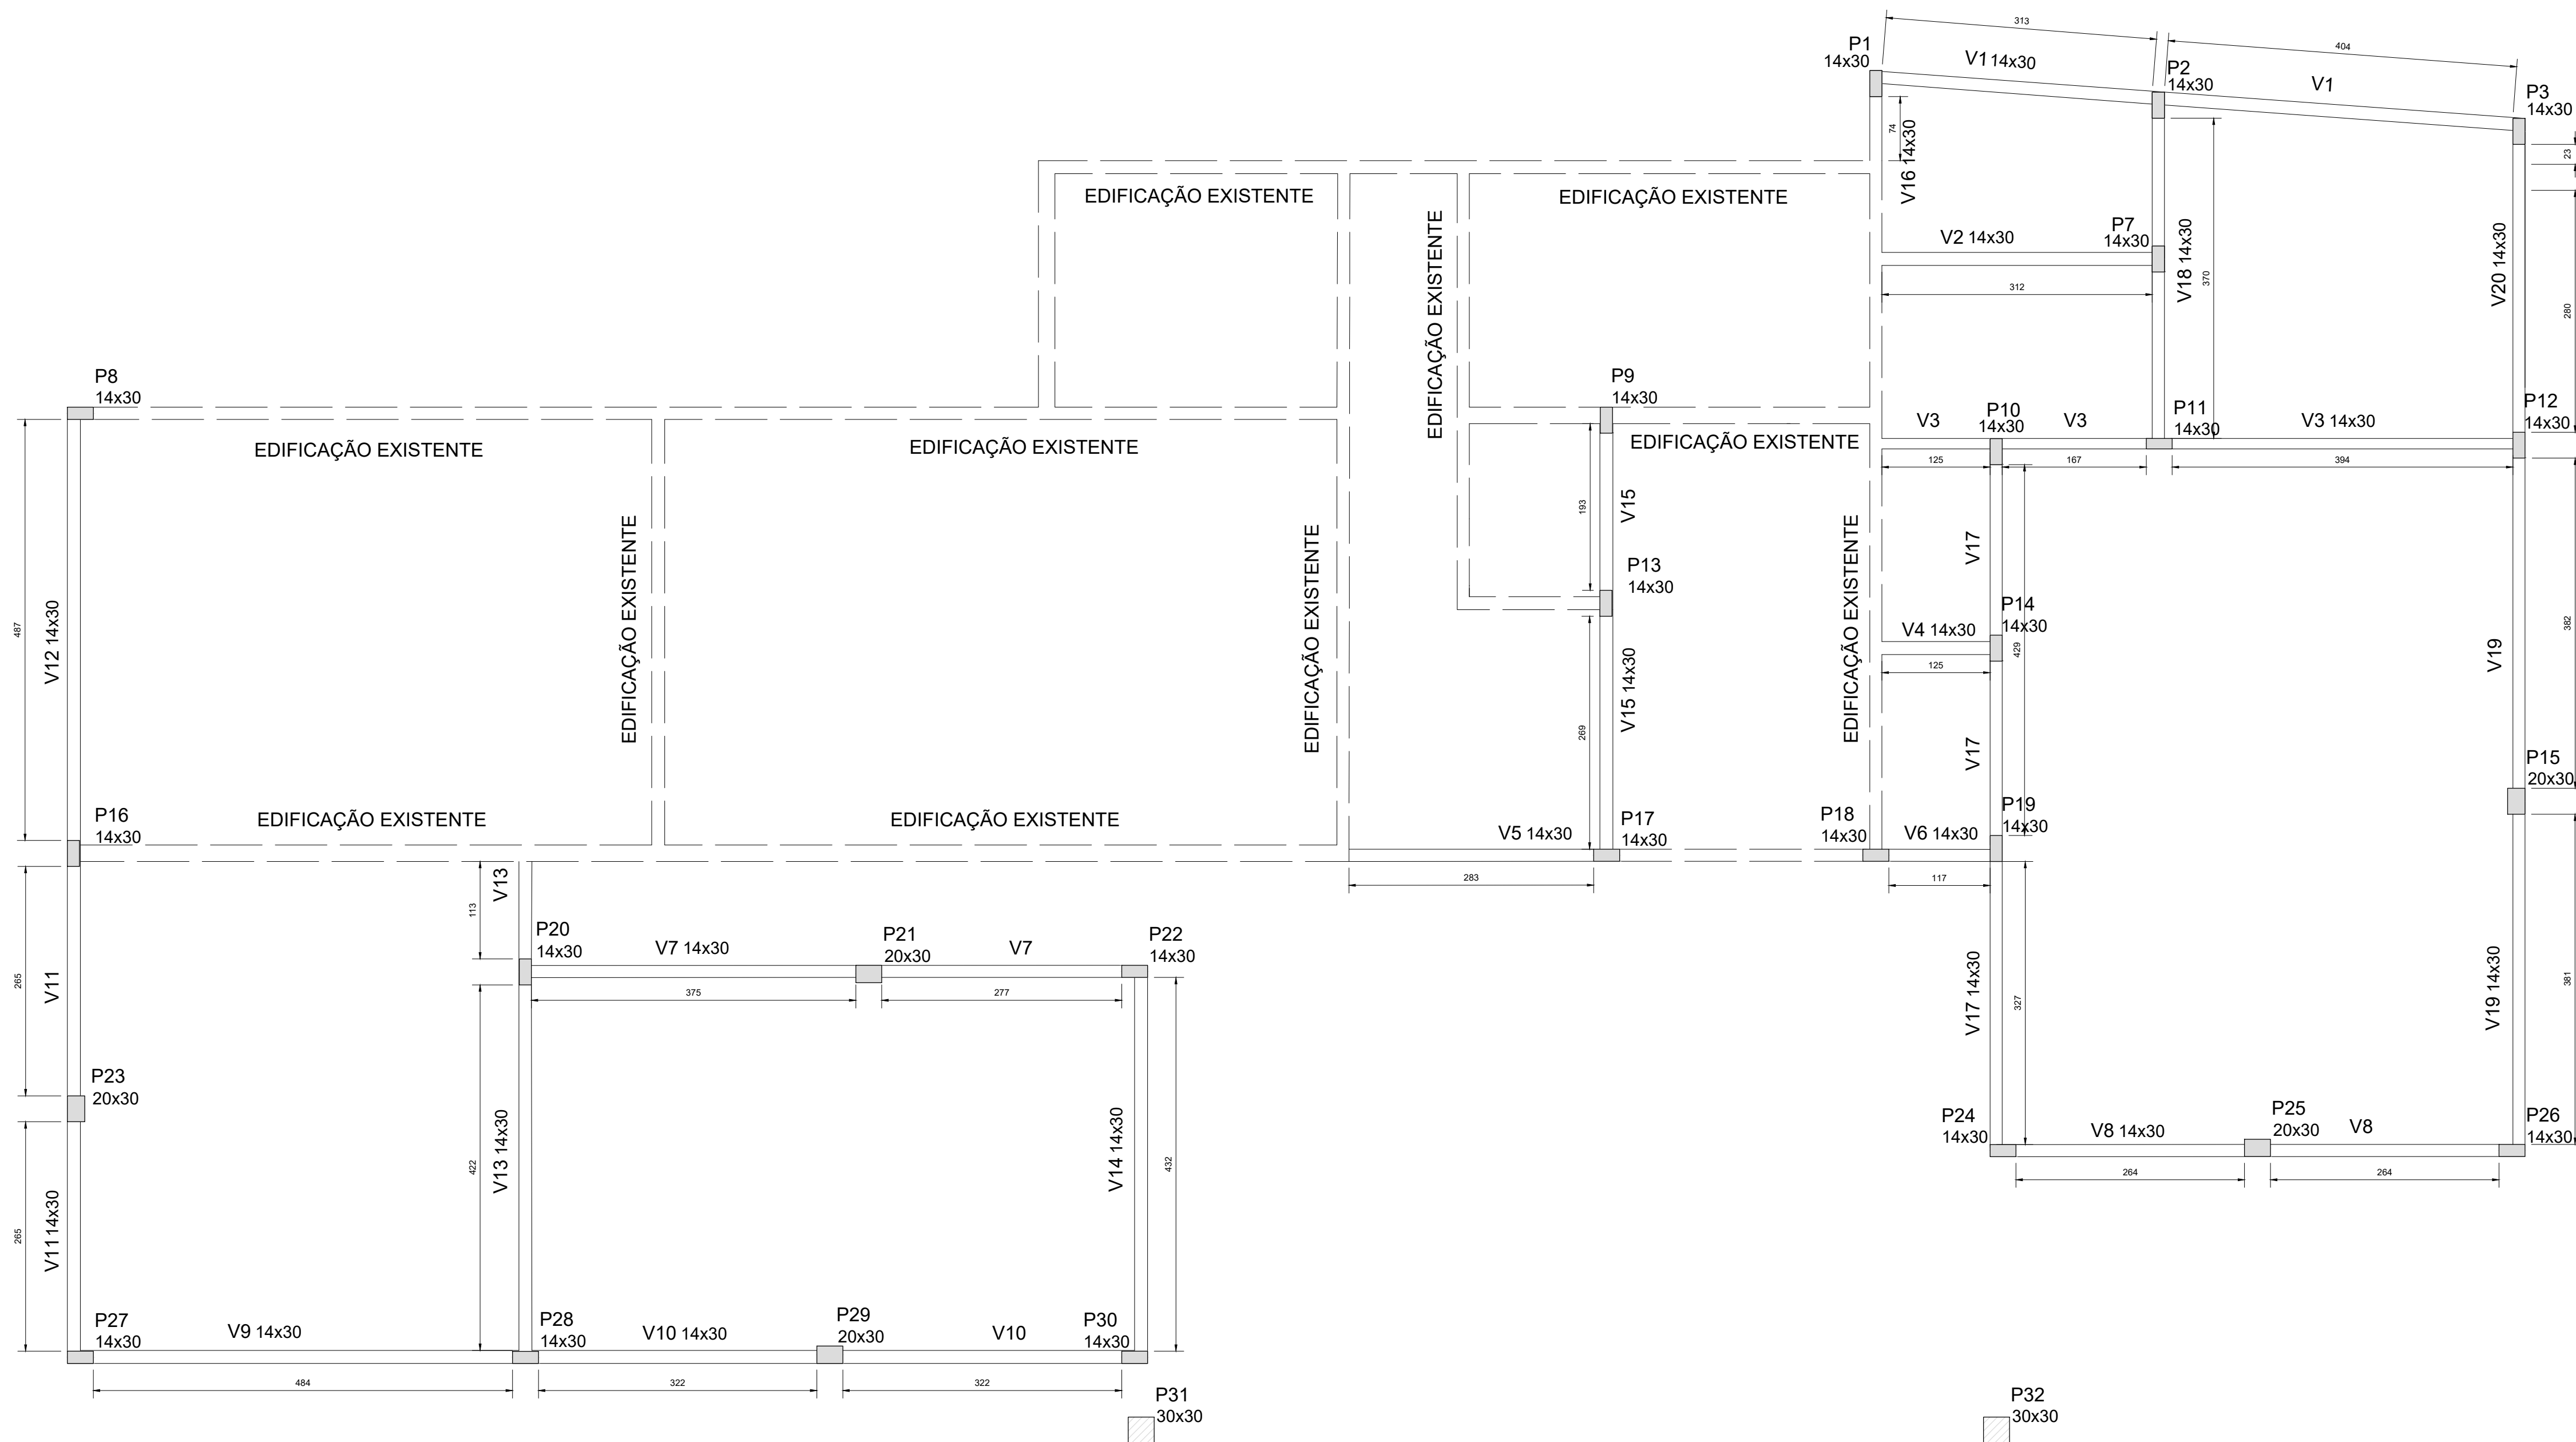 313
404
P1
14x30
V1 14x30
P2
14x30
V1
P3
14x30
74
V16 14x30
23
EDIFICAÇÃO EXISTENTE
EDIFICAÇÃO EXISTENTE
EDIFICAÇÃO EXISTENTE
V2 14x30
P7
14x30
312
V18 14x30
370
V20 14x30
280
P8
14x30
P9
14x30
V3
P10
14x30
V3
P11
14x30
V3 14x30
P12
14x30
EDIFICAÇÃO EXISTENTE
EDIFICAÇÃO EXISTENTE
EDIFICAÇÃO EXISTENTE
125
167
394
487
V12 14x30
EDIFICAÇÃO EXISTENTE
EDIFICAÇÃO EXISTENTE
193
V15
P13
14x30
269
V15 14x30
EDIFICAÇÃO EXISTENTE
V17
V4 14x30
P14
14x30
429
125
V17
V19
382
P15
20x30
P16
14x30
EDIFICAÇÃO EXISTENTE
EDIFICAÇÃO EXISTENTE
V5 14x30
P17
14x30
P18
14x30
V6 14x30
P19
14x30
283
117
V13
113
P20
14x30
V7 14x30
P21
20x30
V7
P22
14x30
375
277
265
V11
V17 14x30
327
V19 14x30
381
P23
20x30
422
V13 14x30
V14 14x30
432
P24
14x30
V8 14x30
P25
20x30
V8
P26
14x30
264
264
265
V11 14x30
P27
14x30
V9 14x30
P28
14x30
V10 14x30
P29
20x30
V10
P30
14x30
484
322
322
P31
30x30
P32
30x30